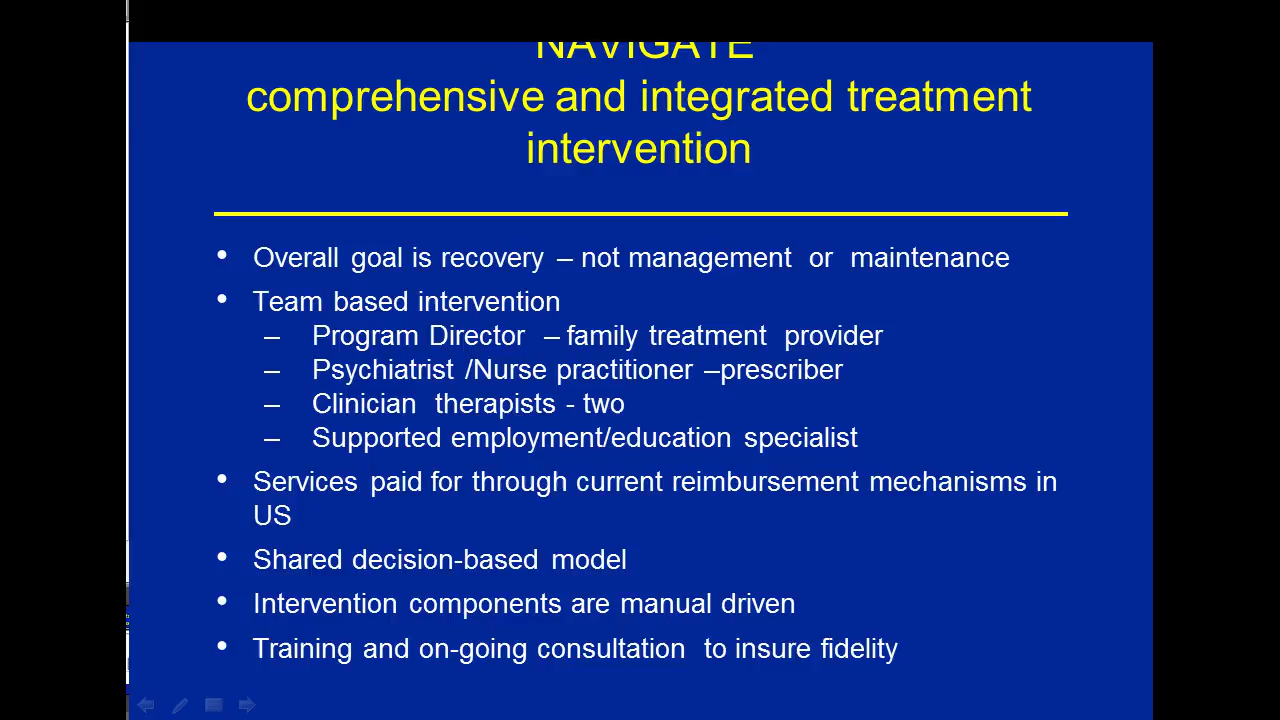 NAVIGATE
comprehensive and integrated treatment
intervention
• Overall goal is recovery – not management or maintenance
• Team based intervention
– Program Director – family treatment provider
– Psychiatrist /Nurse practitioner –prescriber
– Clinician therapists - two
– Supported employment/education specialist
• Services paid for through current reimbursement mechanisms in
US
• Shared decision-based model
• Intervention components are manual driven
• Training and on-going consultation to insure fidelity